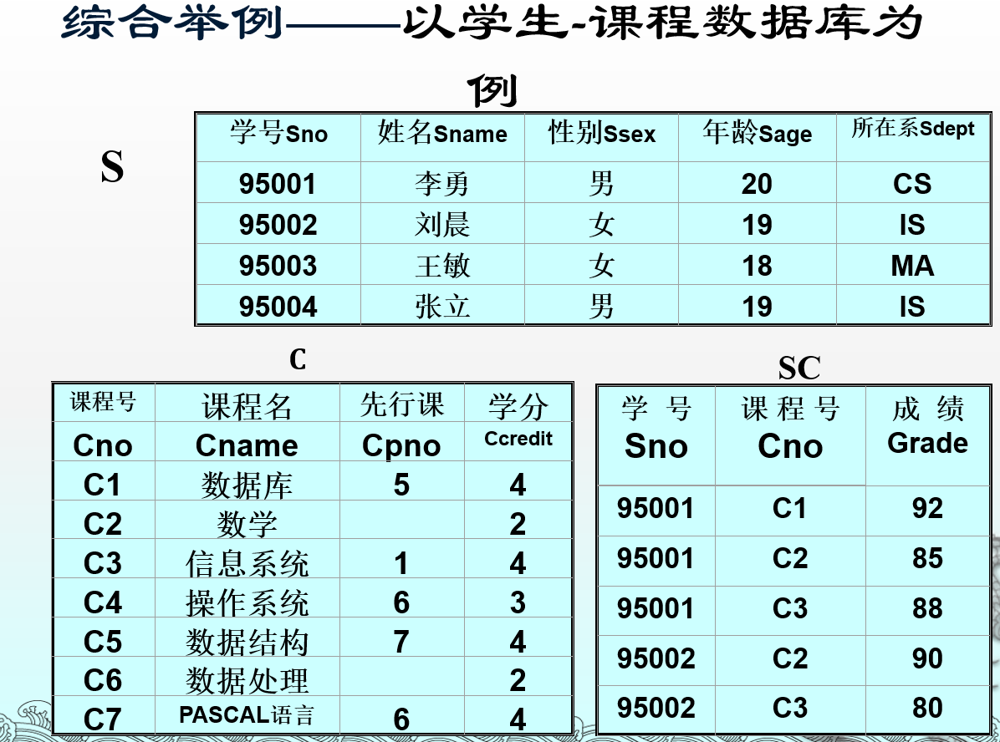 综合举例——以学生-课程数据库为
例
S
学号Sno 姓名Sname 性别Ssex 年龄Sage 所在系Sdept
95001 李勇 男 20 CS
95002 刘晨 女 19 IS
95003 王敏 女 18 MA
95004 张立 男 19 IS
C
课程号 课程名 先行课 学分
Cno Cname Cpno Ccredit
C1 数据库 5 4
C2 数学 2
C3 信息系统 1 4
C4 操作系统 6 3
C5 数据结构 7 4
C6 数据处理 2
C7 PASCAL语言 6 4
SC
学 号 课 程 号 成 绩
Sno Cno Grade
95001 C1 92
95001 C2 85
95001 C3 88
95002 C2 90
95002 C3 80